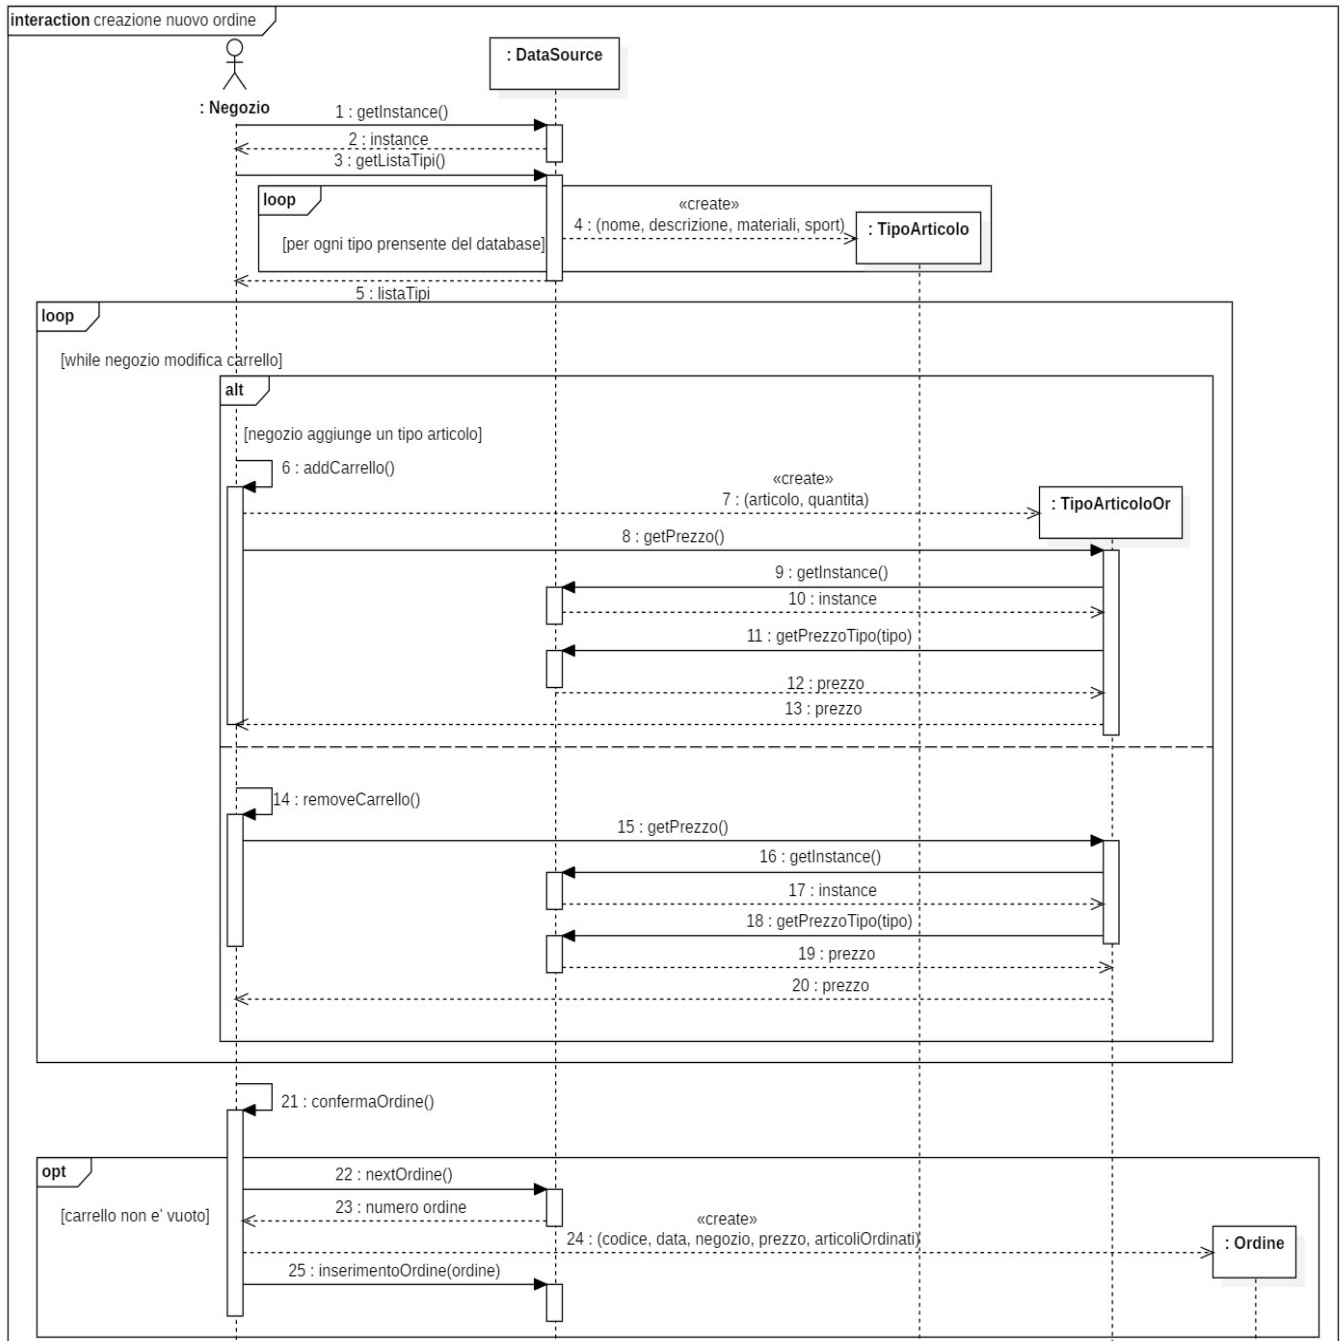 interaction creazione nuovo ordine
: DataSource
: Negozio
1 : getInstance()
2 : instance
3 : getListaTipi()
loop
«create»
4 : (nome, descrizione, materiali, sport)
: TipoArticolo
[per ogni tipo prensente del database]
5 : listaTipi
loop
[while negozio modifica carrello]
alt
[negozio aggiunge un tipo articolo]
6 : addCarrello()
«create»
7 : (articolo, quantita)
: TipoArticoloOr
8 : getPrezzo()
9 : getInstance()
10 : instance
11 : getPrezzoTipo(tipo)
12 : prezzo
13 : prezzo
14 : removeCarrello()
15 : getPrezzo()
16 : getInstance()
17 : instance
18 : getPrezzoTipo(tipo)
19 : prezzo
20 : prezzo
21 : confermaOrdine()
opt
22 : nextOrdine()
23 : numero ordine
[carrello non e' vuoto]
«create»
24 : (codice, data, negozio, prezzo, articoliOrdinati)
: Ordine
25 : inserimentoOrdine(ordine)